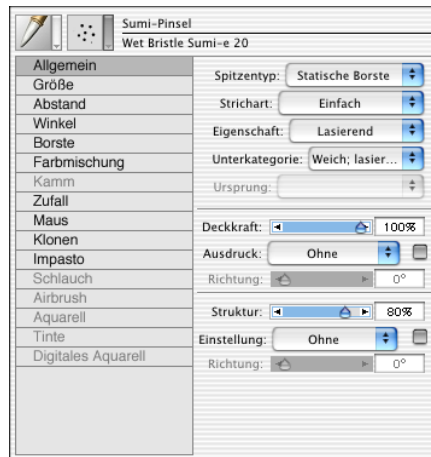 Sumi-Pinsel
Wet Bristle Sumi-e 20
Allgemein
Größe
Abstand
Winkel
Borste
Farbmischung
Kamm
Zufall
Maus
Klonen
Impasto
Schlauch
Airbrush
Aquarell
Tinte
Digitales Aquarell
Spitzentyp: Statische Borste
Strichart: Einfach
Eigenschaft: Lasierend
Unterkategorie: Weich; lasier...
Ursprung:
Deckkraft: 100%
Ausdruck: Ohne
Richtung: 0°
Struktur: 80%
Einstellung: Ohne
Richtung: 0°